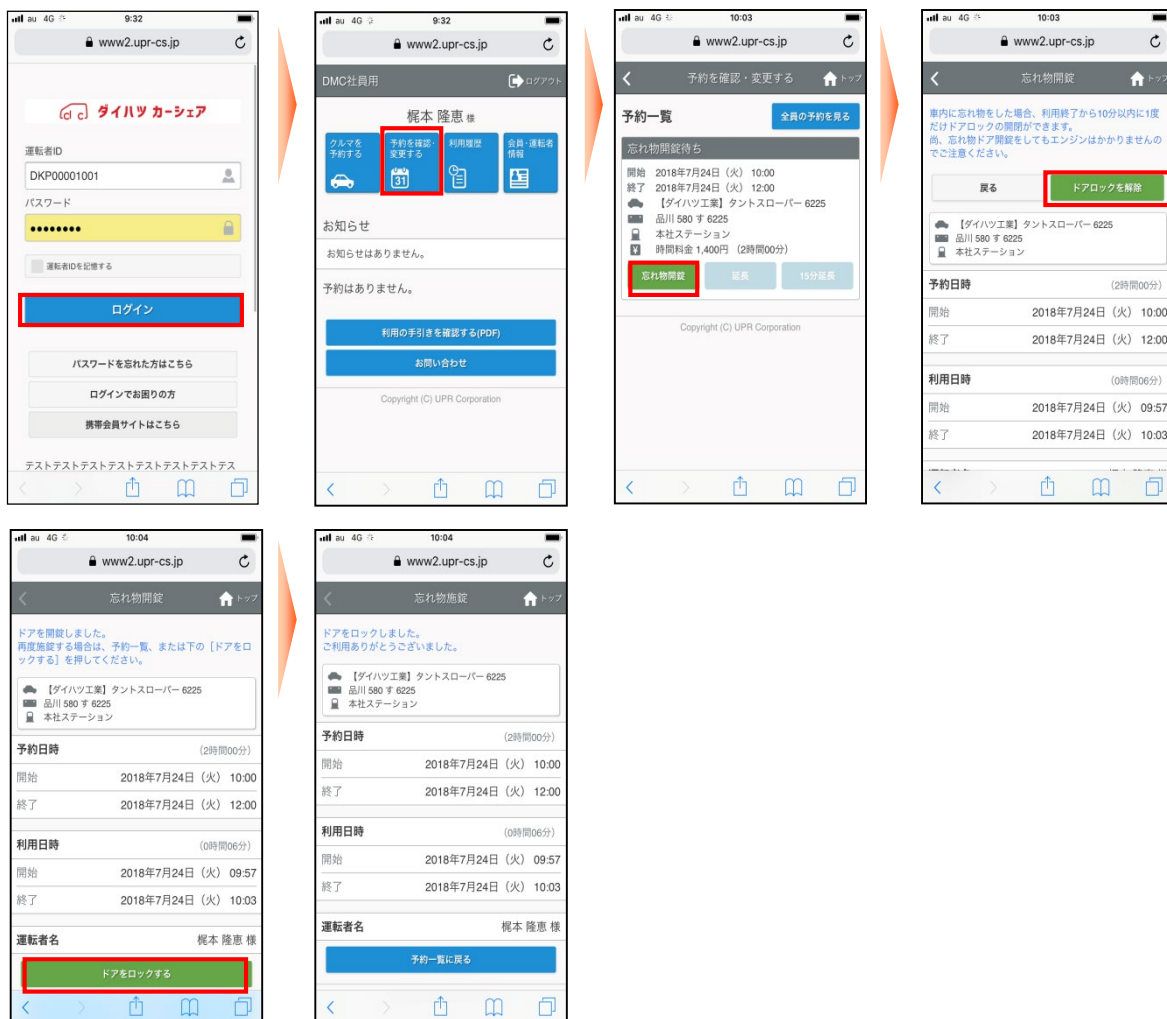 au 4G 9:32
www2.upr-cs.jp
ダイハツ カーシェア
運転者ID
DKP00001001
パスワード
●●●●●●●●
運転者IDを記憶する
ログイン
パスワードを忘れた方はこちら
ログインでお困りの方
携帯会員サイトはこちら
テストテストテストテストテストテストテストテス
au 4G 9:32
www2.upr-cs.jp
DMC社員用 ログアウト
梶本 隆恵 様
クルマを
予約する
予約を確認・
変更する
31
利用履歴
会員・運転者
情報
お知らせ
お知らせはありません。
予約はありません。
利用の手引きを確認する(PDF)
お問い合わせ
Copyright (C) UPR Corporation
au 4G 10:03
www2.upr-cs.jp
予約を確認・変更する トップ
予約一覧 全員の予約を見る
忘れ物開錠待ち
開始 2018年7月24日（火） 10:00
終了 2018年7月24日（火） 12:00
【ダイハツ工業】タントスローパー 6225
品川 580 す 6225
本社ステーション
¥ 時間料金 1,400円 （2時間00分）
忘れ物開錠 延長 15分延長
Copyright (C) UPR Corporation
au 4G 10:03
www2.upr-cs.jp
忘れ物開錠 トップ
車内に忘れ物をした場合、利用終了から10分以内に1度
だけドアロックの開閉ができます。
尚、忘れ物ドア開錠をしてもエンジンはかかりませんの
でご注意ください。
戻る ドアロックを解除
【ダイハツ工業】タントスローパー 6225
品川 580 す 6225
本社ステーション
予約日時 （2時間00分）
開始 2018年7月24日（火） 10:00
終了 2018年7月24日（火） 12:00
利用日時 （0時間06分）
開始 2018年7月24日（火） 09:57
終了 2018年7月24日（火） 10:03
au 4G 10:04
www2.upr-cs.jp
忘れ物開錠 トップ
ドアを開錠しました。
再度施錠する場合は、予約一覧、または下の［ドアをロ
ックする］を押してください。
【ダイハツ工業】タントスローパー 6225
品川 580 す 6225
本社ステーション
予約日時 （2時間00分）
開始 2018年7月24日（火） 10:00
終了 2018年7月24日（火） 12:00
利用日時 （0時間06分）
開始 2018年7月24日（火） 09:57
終了 2018年7月24日（火） 10:03
運転者名 梶本 隆恵 様
ドアをロックする
au 4G 10:04
www2.upr-cs.jp
忘れ物施錠 トップ
ドアをロックしました。
ご利用ありがとうございました。
【ダイハツ工業】タントスローパー 6225
品川 580 す 6225
本社ステーション
予約日時 （2時間00分）
開始 2018年7月24日（火） 10:00
終了 2018年7月24日（火） 12:00
利用日時 （0時間06分）
開始 2018年7月24日（火） 09:57
終了 2018年7月24日（火） 10:03
運転者名 梶本 隆恵 様
予約一覧に戻る